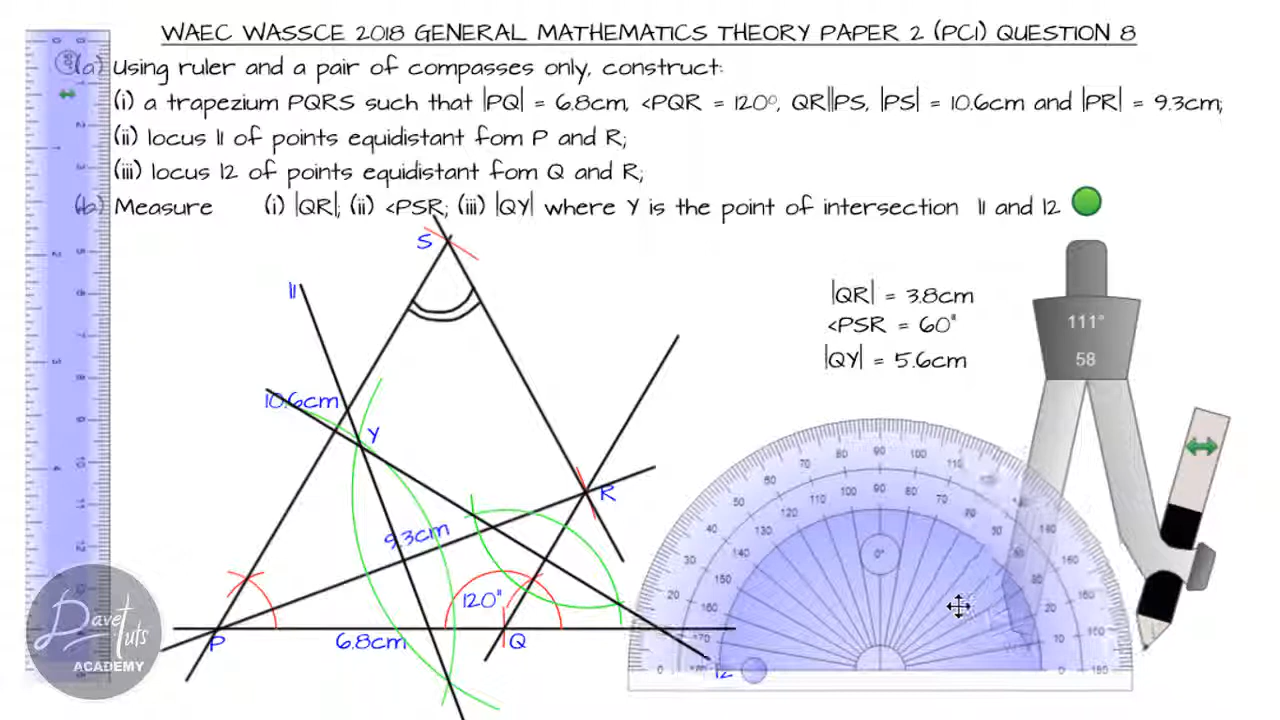 WAEC WASSCE 2018 GENERAL MATHEMATICS THEORY PAPER 2 (PC1) QUESTION 8
(a) Using ruler and a pair of compasses only, construct:
(i) a trapezium PQRS such that |PQ| = 6.8cm, <PQR = 120°, QR||PS, |PS| = 10.6cm and |PR| = 9.3cm;
(ii) locus l1 of points equidistant fom P and R;
(iii) locus l2 of points equidistant fom Q and R;
(b) Measure (i) |QR|; (ii) <PSR; (iii) |QY| where Y is the point of intersection l1 and l2
S
l1
|QR| = 3.8cm
<PSR = 60°
|QY| = 5.6cm
111°
58
10.6cm
Y
R
9.3cm
120°
P
6.8cm
Q
l2
0°
Dave Tuts
ACADEMY